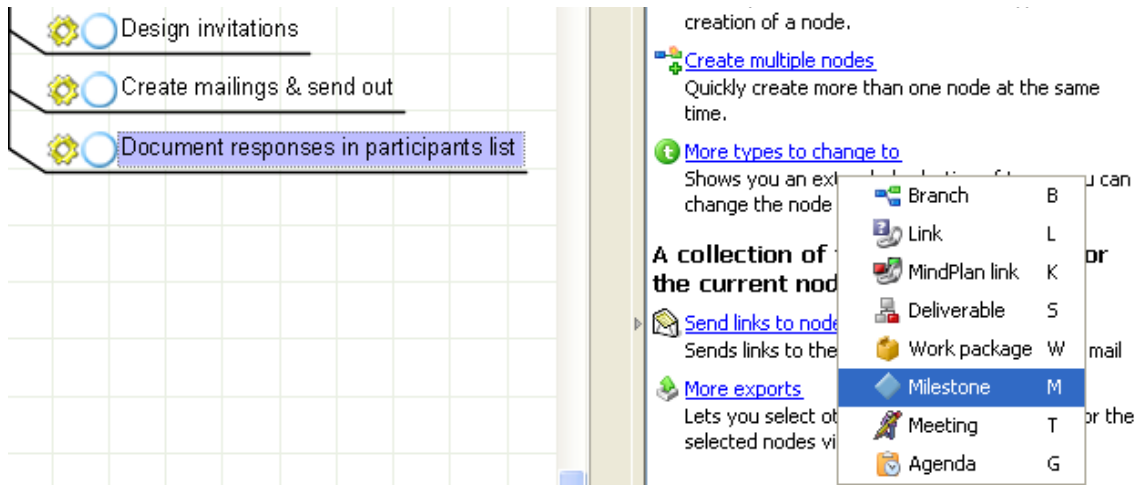 Design invitations
Create mailings & send out
Document responses in participants list
creation of a node.
Create multiple nodes
Quickly create more than one node at the same
time.
More types to change to
Shows you an can
change the node
A collection of or
the current nod
Send links to node
Sends links to the mail
More exports
Lets you select or the
selected nodes vi
Branch B
Link L
MindPlan link K
Deliverable S
Work package W
Milestone M
Meeting T
Agenda G